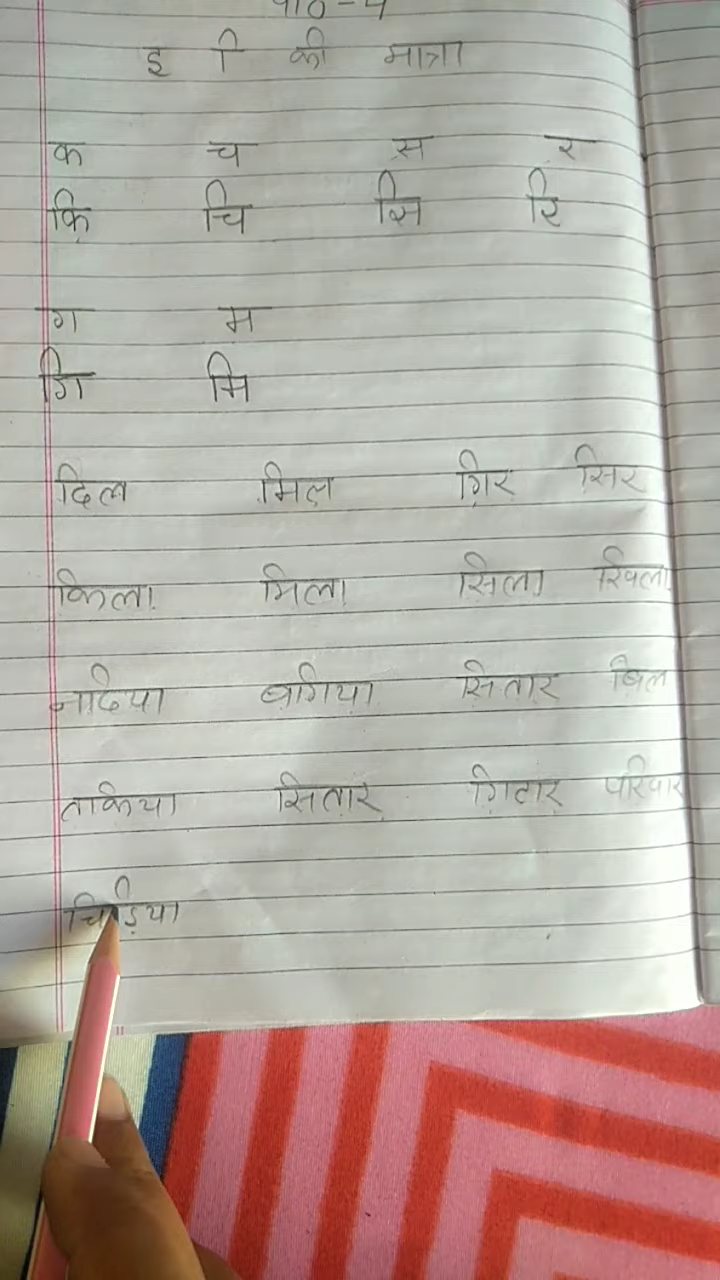 पाठ-4
इ ि की मात्रा
क च स र
कि चि सि रि
ग म
गि मि
दिल मिल गिर सिर
किला मिला सिला खिला
नदिया बगिया सितार बिल
तकिया सितार गिटार परिवार
चिड़िया